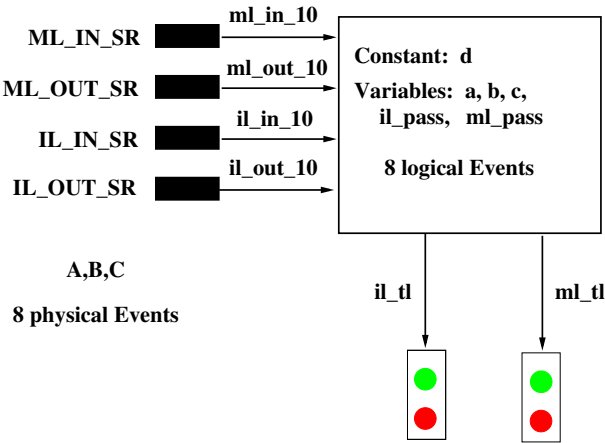 ml_in_10
ML_IN_SR
ml_out_10
ML_OUT_SR
il_in_10
IL_IN_SR
il_out_10
IL_OUT_SR
Constant: d
Variables: a, b, c,
il_pass, ml_pass
8 logical Events
A,B,C
8 physical Events
il_tl
ml_tl